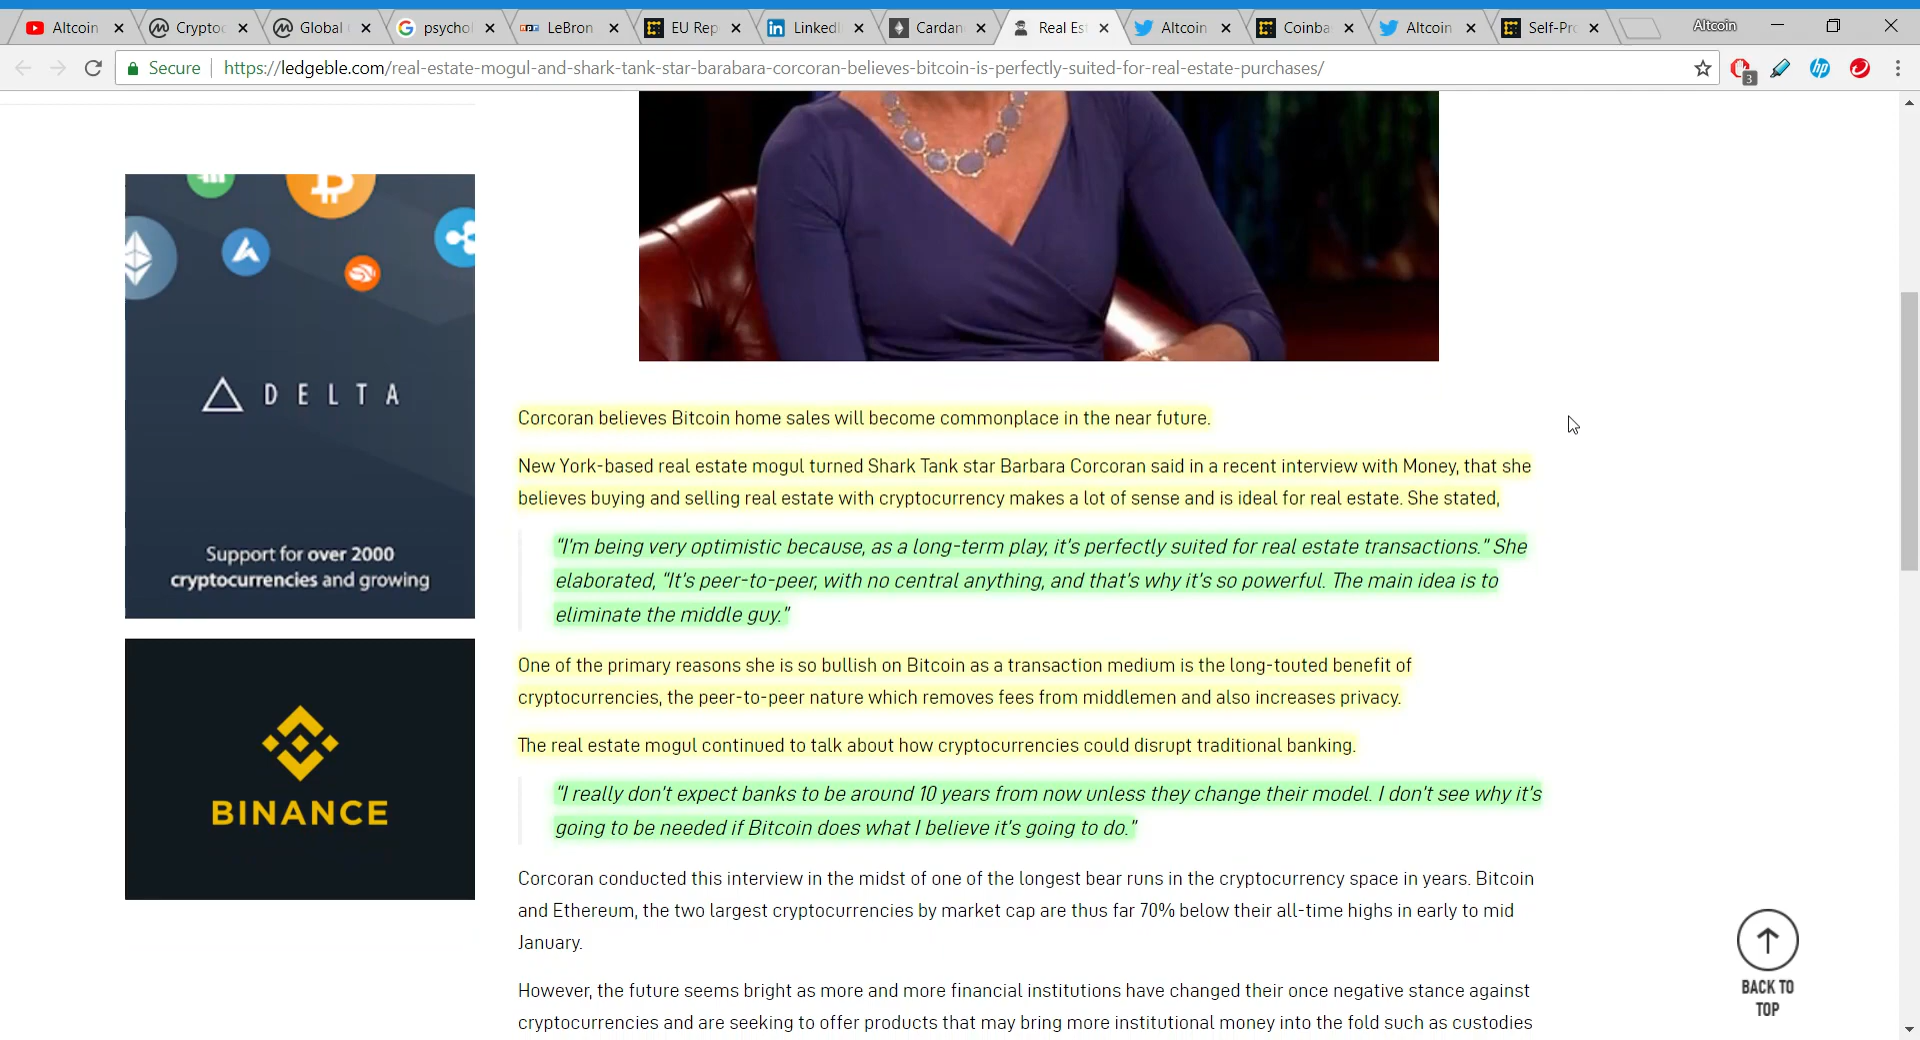 Altcoin
Cryptoc
Global
psychol
LeBron
EU Rep
LinkedI
Cardan
Real Es
Altcoin
Coinba
Altcoin
Self-Pro
Altcoin
Secure
https://ledgeble.com/real-estate-mogul-and-shark-tank-star-barabara-corcoran-believes-bitcoin-is-perfectly-suited-for-real-estate-purchases/
3
DELTA
Support for over 2000
cryptocurrencies and growing
BINANCE
Corcoran believes Bitcoin home sales will become commonplace in the near future.
New York-based real estate mogul turned Shark Tank star Barbara Corcoran said in a recent interview with Money, that she
believes buying and selling real estate with cryptocurrency makes a lot of sense and is ideal for real estate. She stated,
"I'm being very optimistic because, as a long-term play, it's perfectly suited for real estate transactions." She
elaborated, "It's peer-to-peer, with no central anything, and that's why it's so powerful. The main idea is to
eliminate the middle guy."
One of the primary reasons she is so bullish on Bitcoin as a transaction medium is the long-touted benefit of
cryptocurrencies, the peer-to-peer nature which removes fees from middlemen and also increases privacy.
The real estate mogul continued to talk about how cryptocurrencies could disrupt traditional banking.
"I really don't expect banks to be around 10 years from now unless they change their model. I don't see why it's
going to be needed if Bitcoin does what I believe it's going to do."
Corcoran conducted this interview in the midst of one of the longest bear runs in the cryptocurrency space in years. Bitcoin
and Ethereum, the two largest cryptocurrencies by market cap are thus far 70% below their all-time highs in early to mid
January.
However, the future seems bright as more and more financial institutions have changed their once negative stance against
cryptocurrencies and are seeking to offer products that may bring more institutional money into the fold such as custodies
BACK TO
TOP